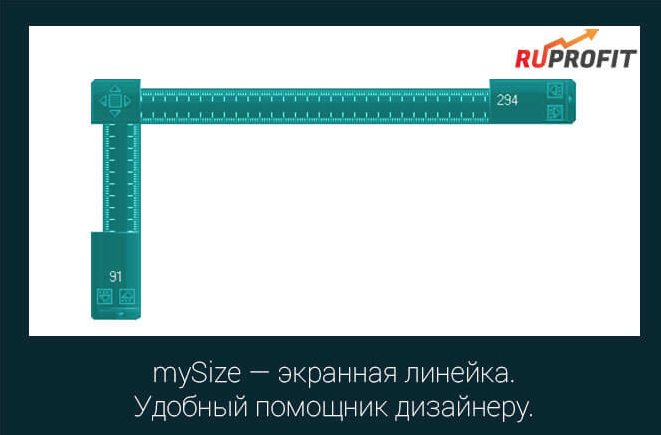 RUPROFIT
294
91
mySize — экранная линейка.
Удобный помощник дизайнеру.